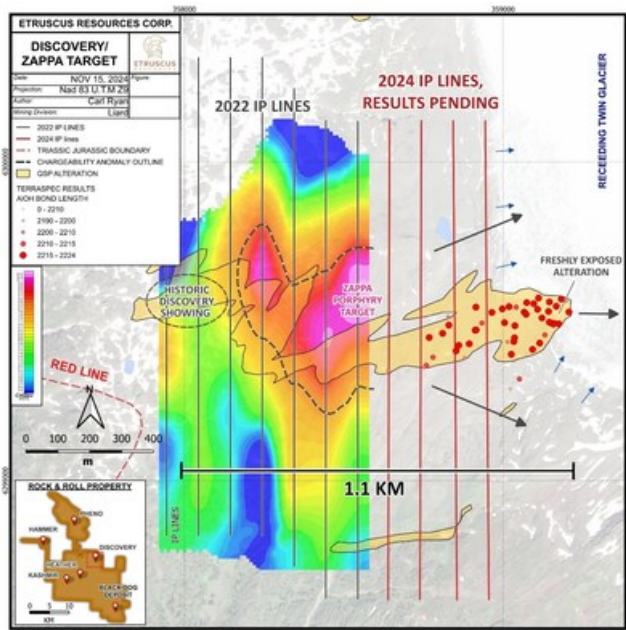 358000
359000
ETRUSCUS RESOURCES CORP.
DISCOVERY/
ZAPPA TARGET
ETRUSCUS
Date: NOV 15, 2024 Figure:
Projection: Nad 83 U.T.M Z9
Author: Carl Ryan
Mining Division: Liard
2022 IP LINES
2024 IP lines
TRIASSIC JURASSIC BOUNDARY
CHARGEABILITY ANOMALY OUTLINE
QSP ALTERATION
TERRASPEC RESULTS
AlOH BOND LENGTH
0 - 2210
2190 - 2200
2200 - 2210
2210 - 2215
2215 - 2224
2022 IP LINES
2024 IP LINES,
RESULTS PENDING
RECEEDING TWIN GLACIER
6300000
FRESHLY EXPOSED
ALTERATION
HISTORIC
DISCOVERY
SHOWING
ZAPPA
PORPHYRY
TARGET
RED LINE
N
0 100 200 300 400
m
6299000
1.1 KM
IP LINES
ROCK & ROLL PROPERTY
PHENO
HAMMER
DISCOVERY
HEATHER
KASHMIR
BLACK DOG
DEPOSIT
0 5 10
KM